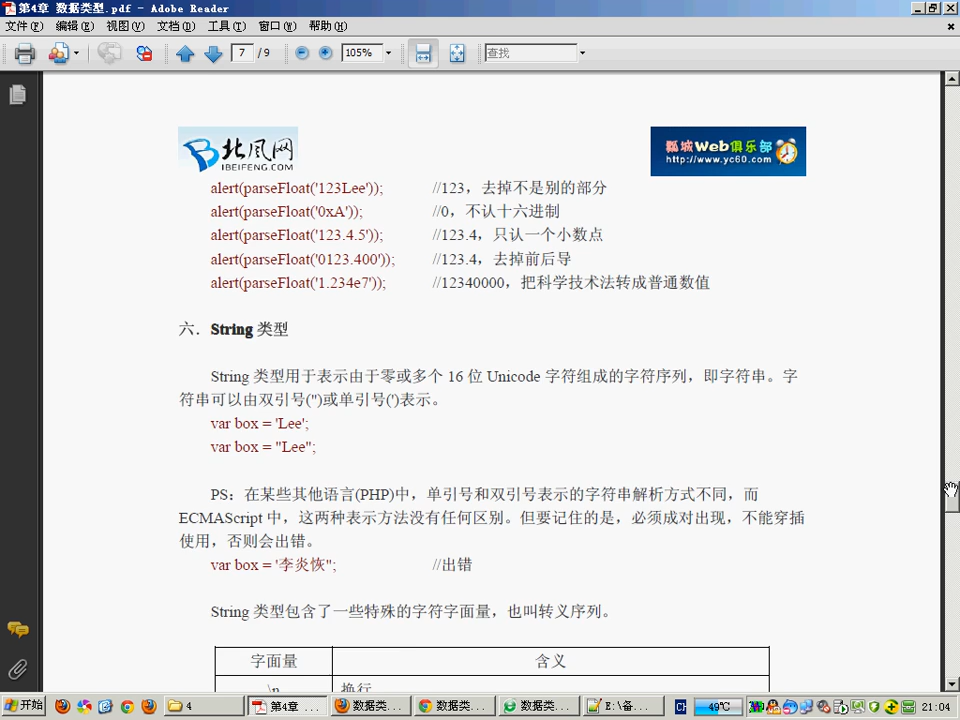 第4章 数据类型.pdf - Adobe Reader
文件(F) 编辑(E) 视图(V) 文档(D) 工具(T) 窗口(W) 帮助(H)
7 / 9 105% 查找
北风网
IBEIFENG.COM
瓢城Web俱乐部
http://www.yc60.com
alert(parseFloat('123Lee')); //123，去掉不是别的部分
alert(parseFloat('0xA')); //0，不认十六进制
alert(parseFloat('123.4.5')); //123.4，只认一个小数点
alert(parseFloat('0123.400')); //123.4，去掉前后导
alert(parseFloat('1.234e7')); //12340000，把科学技术法转成普通数值
六．String 类型
String 类型用于表示由于零或多个 16 位 Unicode 字符组成的字符序列，即字符串。字
符串可以由双引号(")或单引号(')表示。
var box = 'Lee';
var box = "Lee";
PS：在某些其他语言(PHP)中，单引号和双引号表示的字符串解析方式不同，而
ECMAScript 中，这两种表示方法没有任何区别。但要记住的是，必须成对出现，不能穿插
使用，否则会出错。
var box = '李炎恢"; //出错
String 类型包含了一些特殊的字符字面量，也叫转义序列。
字面量 含义
\n 换行
开始 4 第4章 ... 数据类... 数据类... 数据类... E:\备... CH 49℃ 21:04